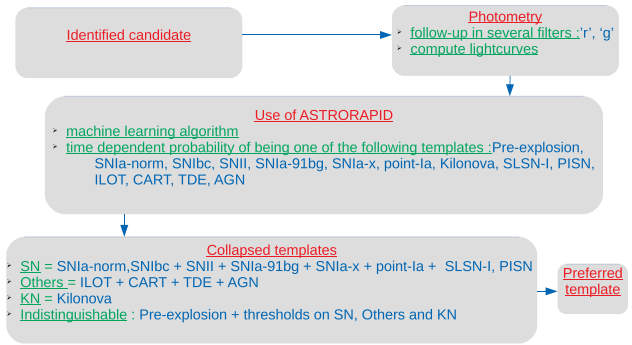 Identified candidate
Photometry
➢ follow-up in several filters :'r', 'g'
➢ compute lightcurves
Use of ASTRORAPID
➢ machine learning algorithm
➢ time dependent probability of being one of the following templates :Pre-explosion,
SNIa-norm, SNIbc, SNII, SNIa-91bg, SNIa-x, point-Ia, Kilonova, SLSN-I, PISN,
ILOT, CART, TDE, AGN
Collapsed templates
➢ SN = SNIa-norm,SNIbc + SNII + SNIa-91bg + SNIa-x + point-Ia + SLSN-I, PISN
➢ Others = ILOT + CART + TDE + AGN
➢ KN = Kilonova
➢ Indistinguishable : Pre-explosion + thresholds on SN, Others and KN
Preferred
template